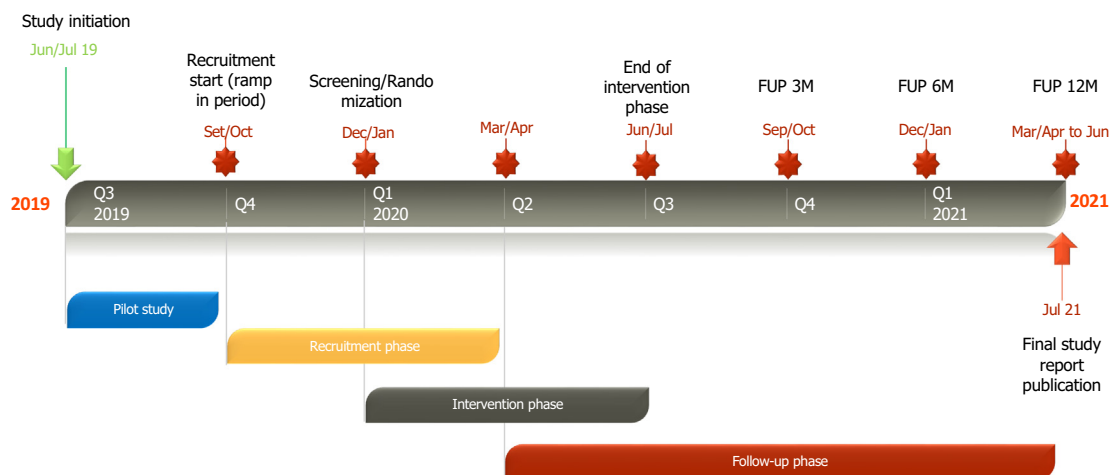 Study initiation
Jun/Jul 19
Recruitment
start (ramp
in period)
Set/Oct
Screening/Rando
mization
Dec/Jan
Mar/Apr
End of
intervention
phase
Jun/Jul
FUP 3M
Sep/Oct
FUP 6M
Dec/Jan
FUP 12M
Mar/Apr to Jun
2019
Q3
2019
Q4
Q1
2020
Q2
Q3
Q4
Q1
2021
2021
Pilot study
Recruitment phase
Intervention phase
Follow-up phase
Jul 21
Final study
report
publication